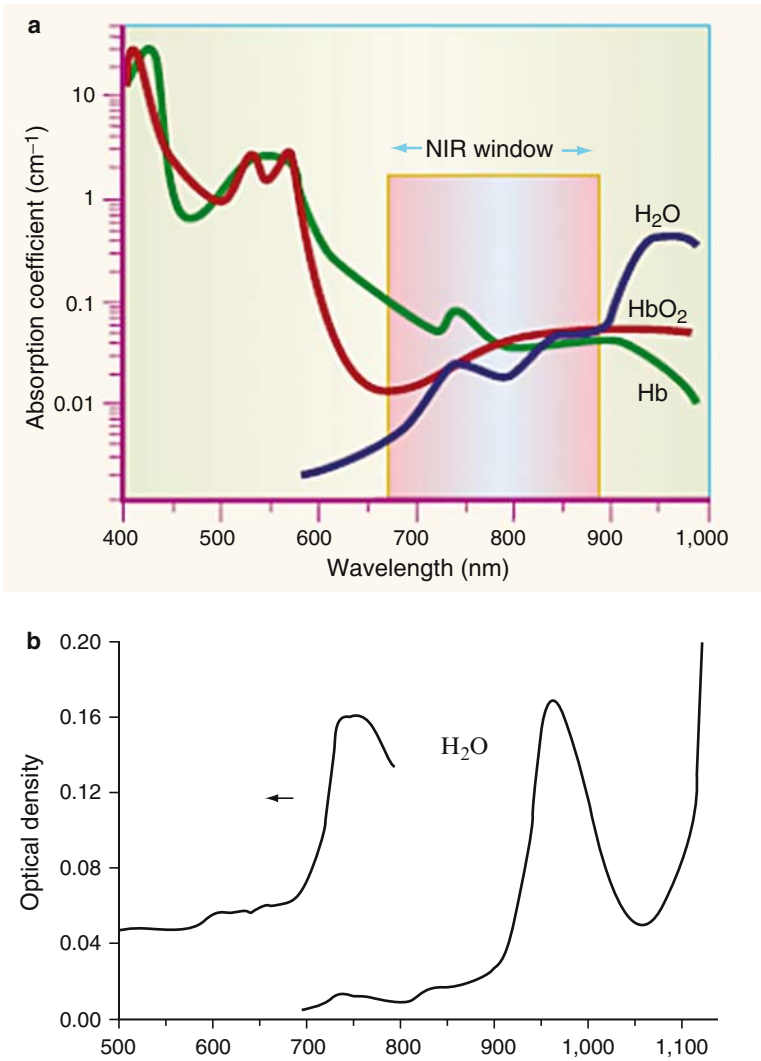 a
Absorption coefficient (cm⁻¹)
10
1
0.1
0.01
NIR window
H₂O
HbO₂
Hb
400 500 600 700 800 900 1,000
Wavelength (nm)
b
Optical density
0.20
0.16
0.12
0.08
0.04
0.00
H₂O
500 600 700 800 900 1,000 1,100